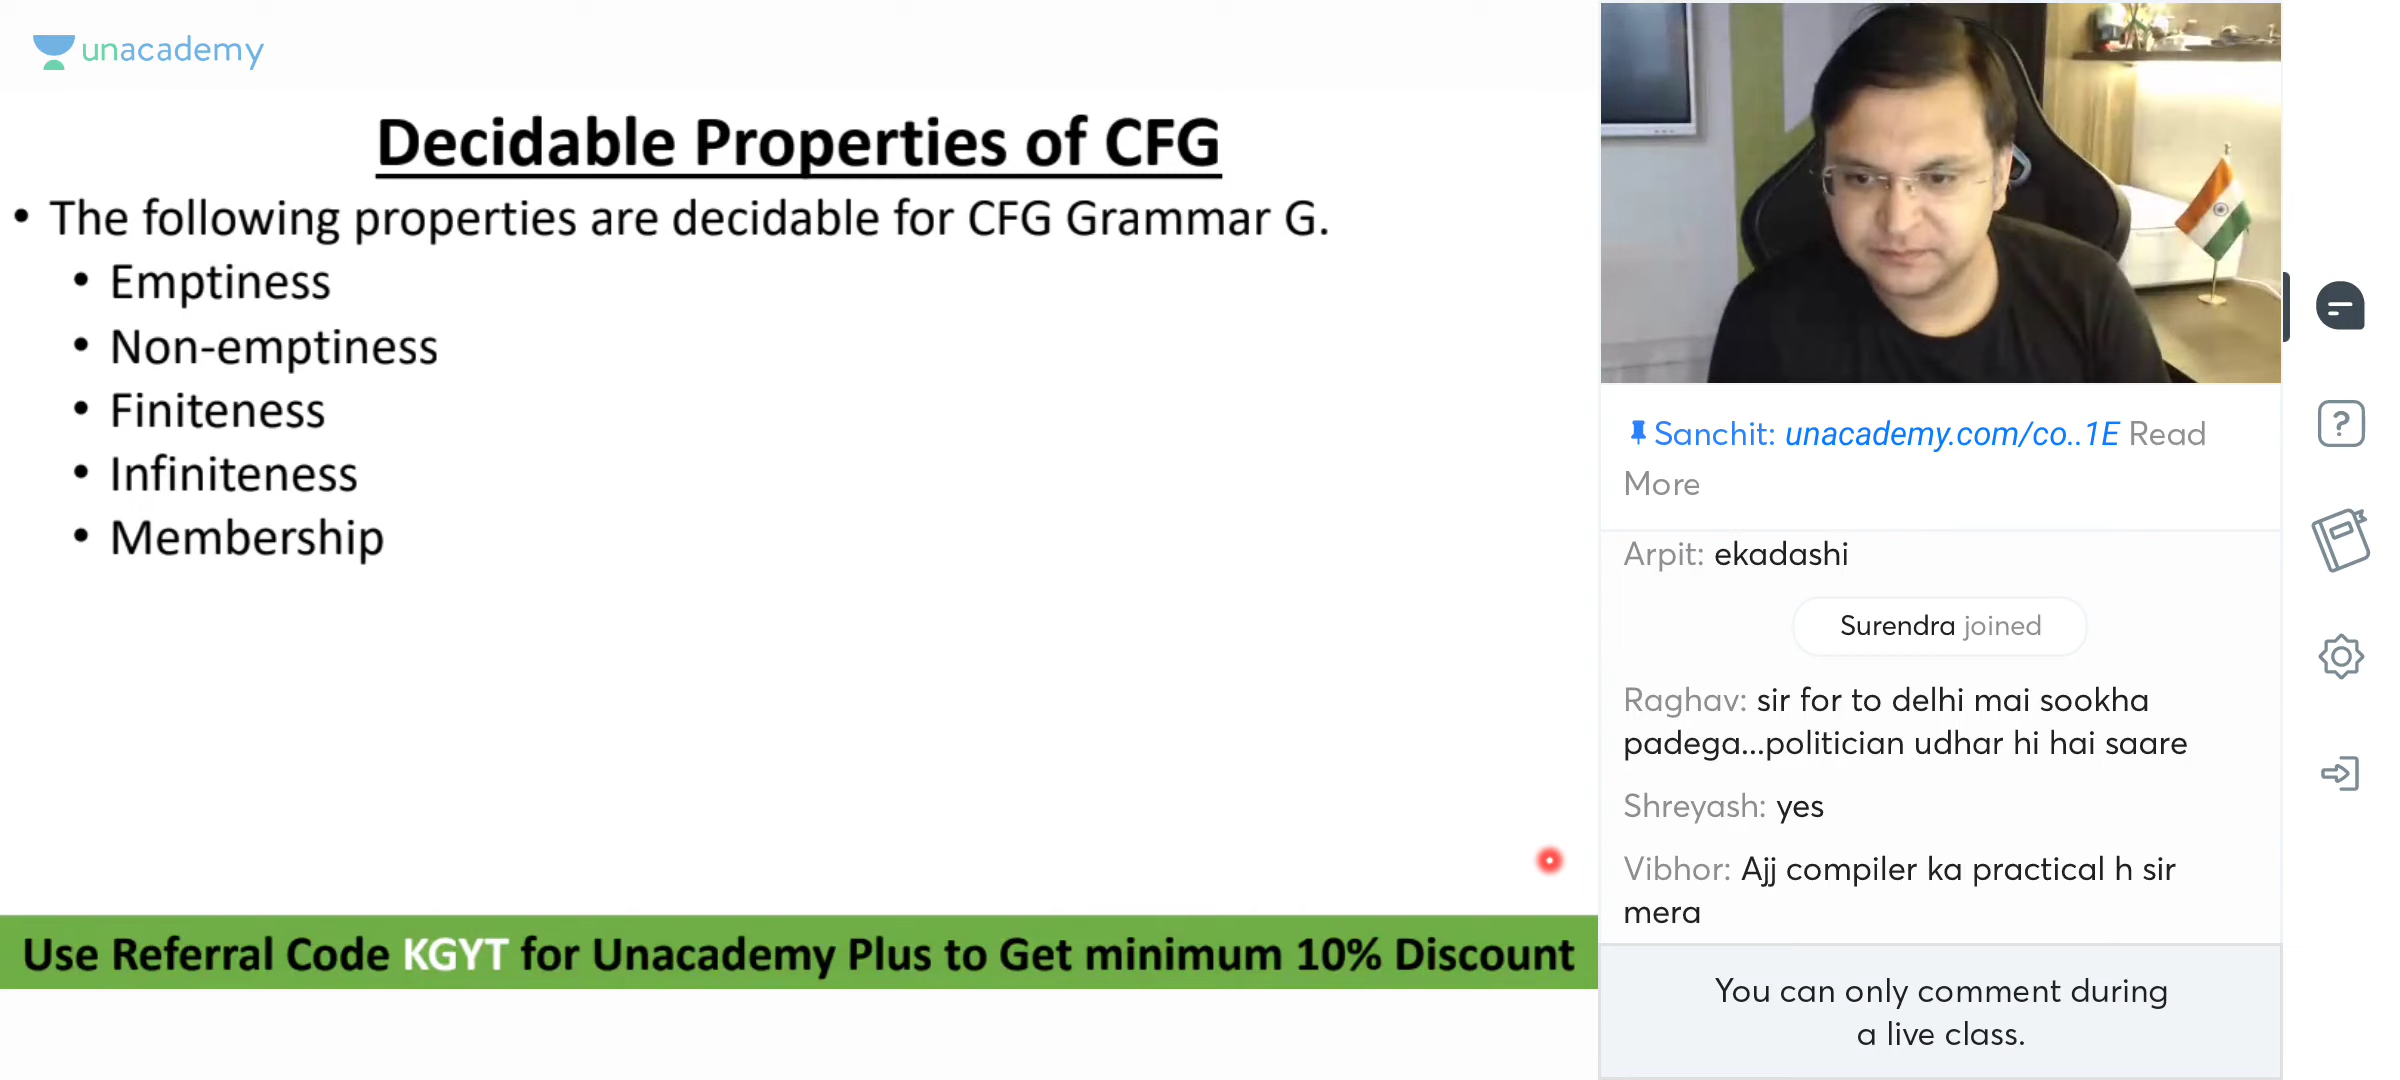 unacademy
Decidable Properties of CFG
• The following properties are decidable for CFG Grammar G.
• Emptiness
• Non-emptiness
• Finiteness
• Infiniteness
• Membership
Use Referral Code KGYT for Unacademy Plus to Get minimum 10% Discount
Sanchit: unacademy.com/co..1E Read
More
Arpit: ekadashi
Surendra joined
Raghav: sir for to delhi mai sookha
padega...politician udhar hi hai saare
Shreyash: yes
Vibhor: Ajj compiler ka practical h sir
mera
You can only comment during
a live class.